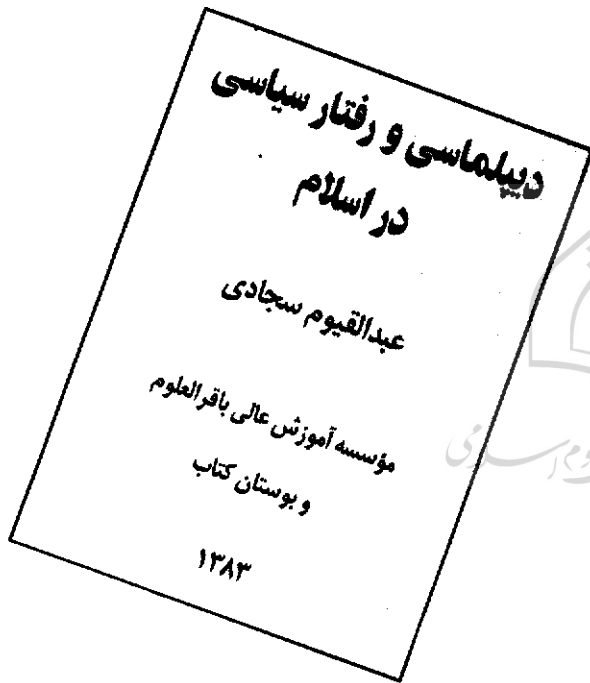 دیپلماسی و رفتار سیاسی
در اسلام
عبدالقیوم سجادی
مؤسسه آموزش عالی باقرالعلوم
و بوستان کتاب
۱۳۸۳